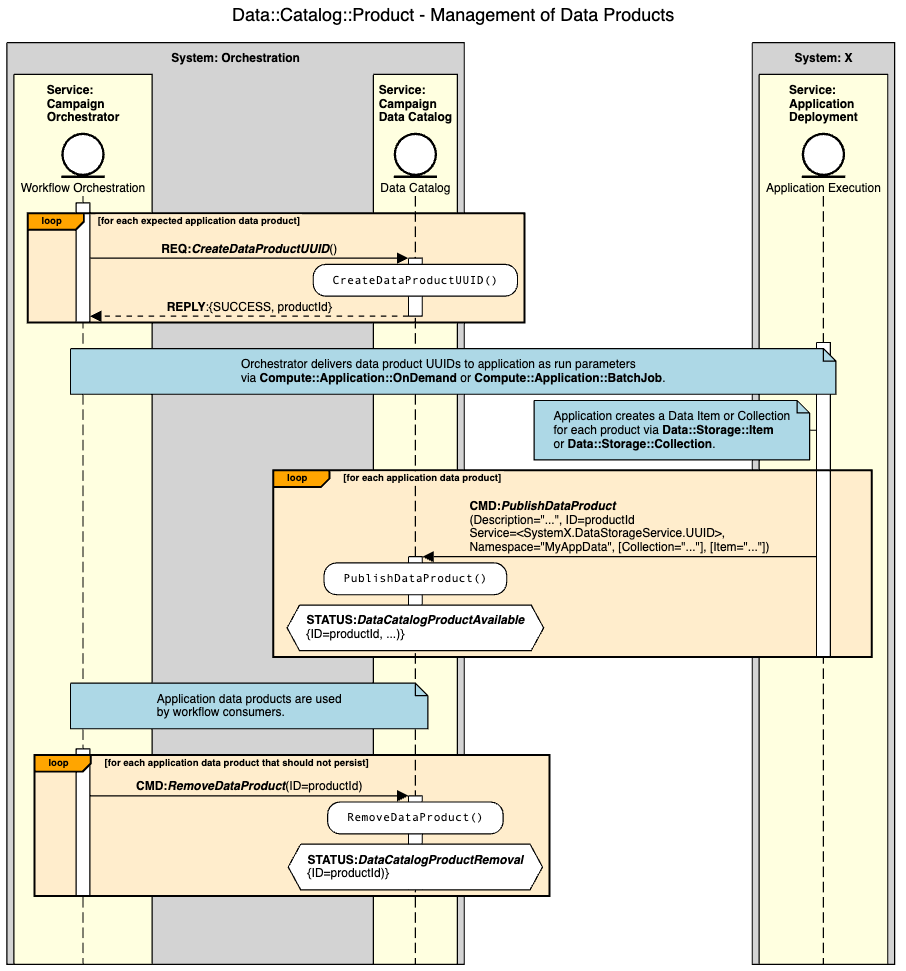 Data::Catalog::Product - Management of Data Products
System: Orchestration
System: X
Service:
Campaign
Orchestrator
Service:
Campaign
Data Catalog
Service:
Application
Deployment
Workflow Orchestration
Data Catalog
Application Execution
loop
[for each expected application data product]
REQ:CreateDataProductUUID()
CreateDataProductUUID()
REPLY:{SUCCESS, productId}
Orchestrator delivers data product UUIDs to application as run parameters
via Compute::Application::OnDemand or Compute::Application::BatchJob.
Application creates a Data Item or Collection
for each product via Data::Storage::Item
or Data::Storage::Collection.
loop
[for each application data product]
CMD:PublishDataProduct
(Description="...", ID=productId
Service=<SystemX.DataStorageService.UUID>,
Namespace="MyAppData", [Collection="..."], [Item="..."])
PublishDataProduct()
STATUS:DataCatalogProductAvailable
{ID=productId, ...)}
Application data products are used
by workflow consumers.
loop
[for each application data product that should not persist]
CMD:RemoveDataProduct(ID=productId)
RemoveDataProduct()
STATUS:DataCatalogProductRemoval
{ID=productId)}